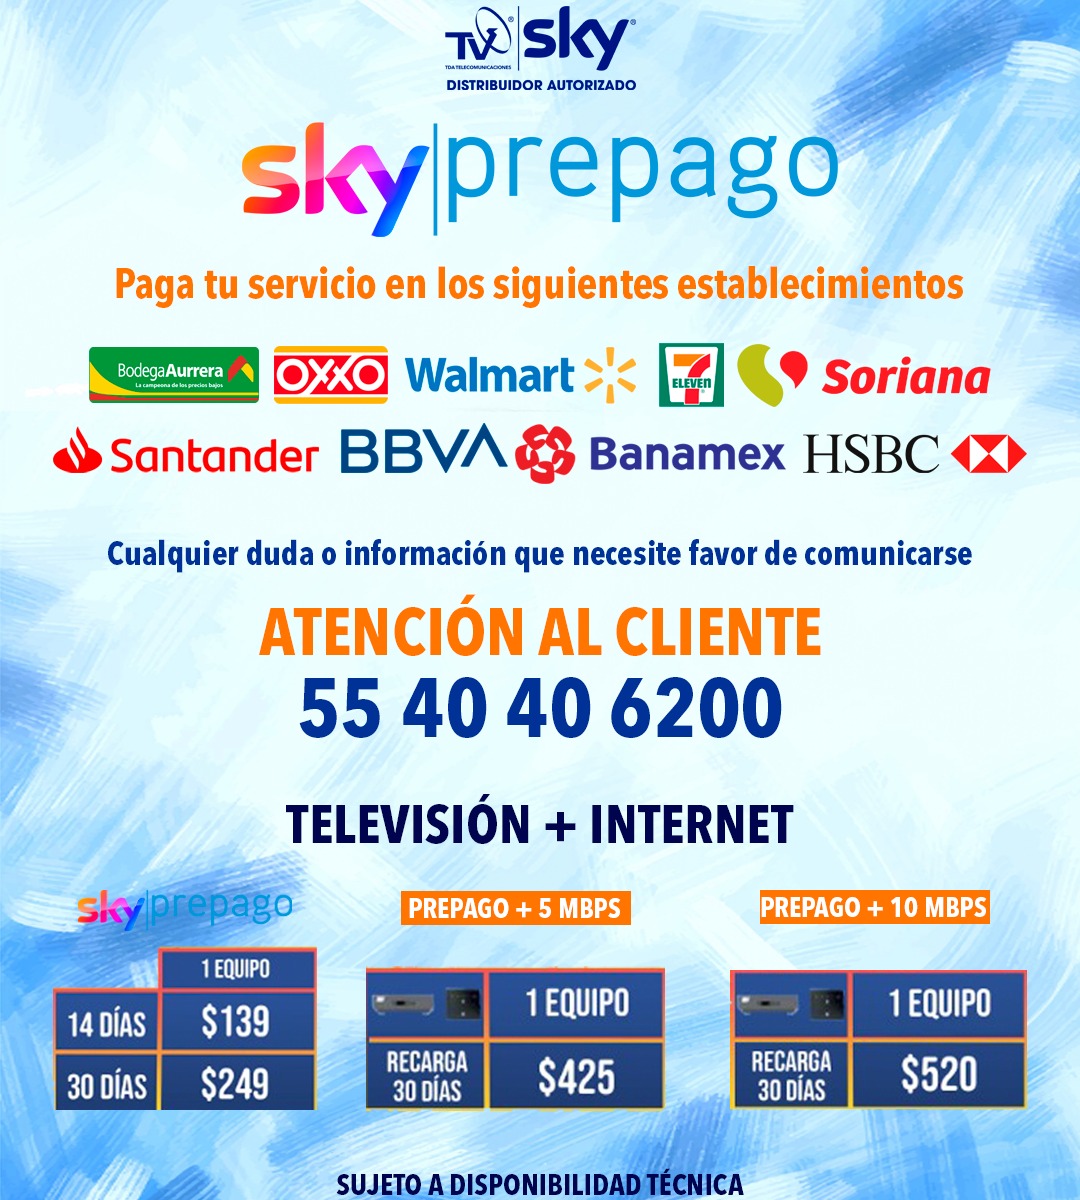 TV® sky®
TDA TELECOMUNICACIONES
DISTRIBUIDOR AUTORIZADO
sky prepago
Paga tu servicio en los siguientes establecimientos
Bodega Aurrera OXXO Walmart 7 ELEVEN Soriana
La campeona de los precios bajos
Santander BBVA Banamex HSBC
Cualquier duda o información que necesite favor de comunicarse
ATENCIÓN AL CLIENTE
55 40 40 6200
TELEVISIÓN + INTERNET
sky prepago
1 EQUIPO
14 DÍAS $139
30 DÍAS $249
PREPAGO + 5 MBPS
1 EQUIPO
RECARGA
30 DÍAS $425
PREPAGO + 10 MBPS
1 EQUIPO
RECARGA
30 DÍAS $520
SUJETO A DISPONIBILIDAD TÉCNICA